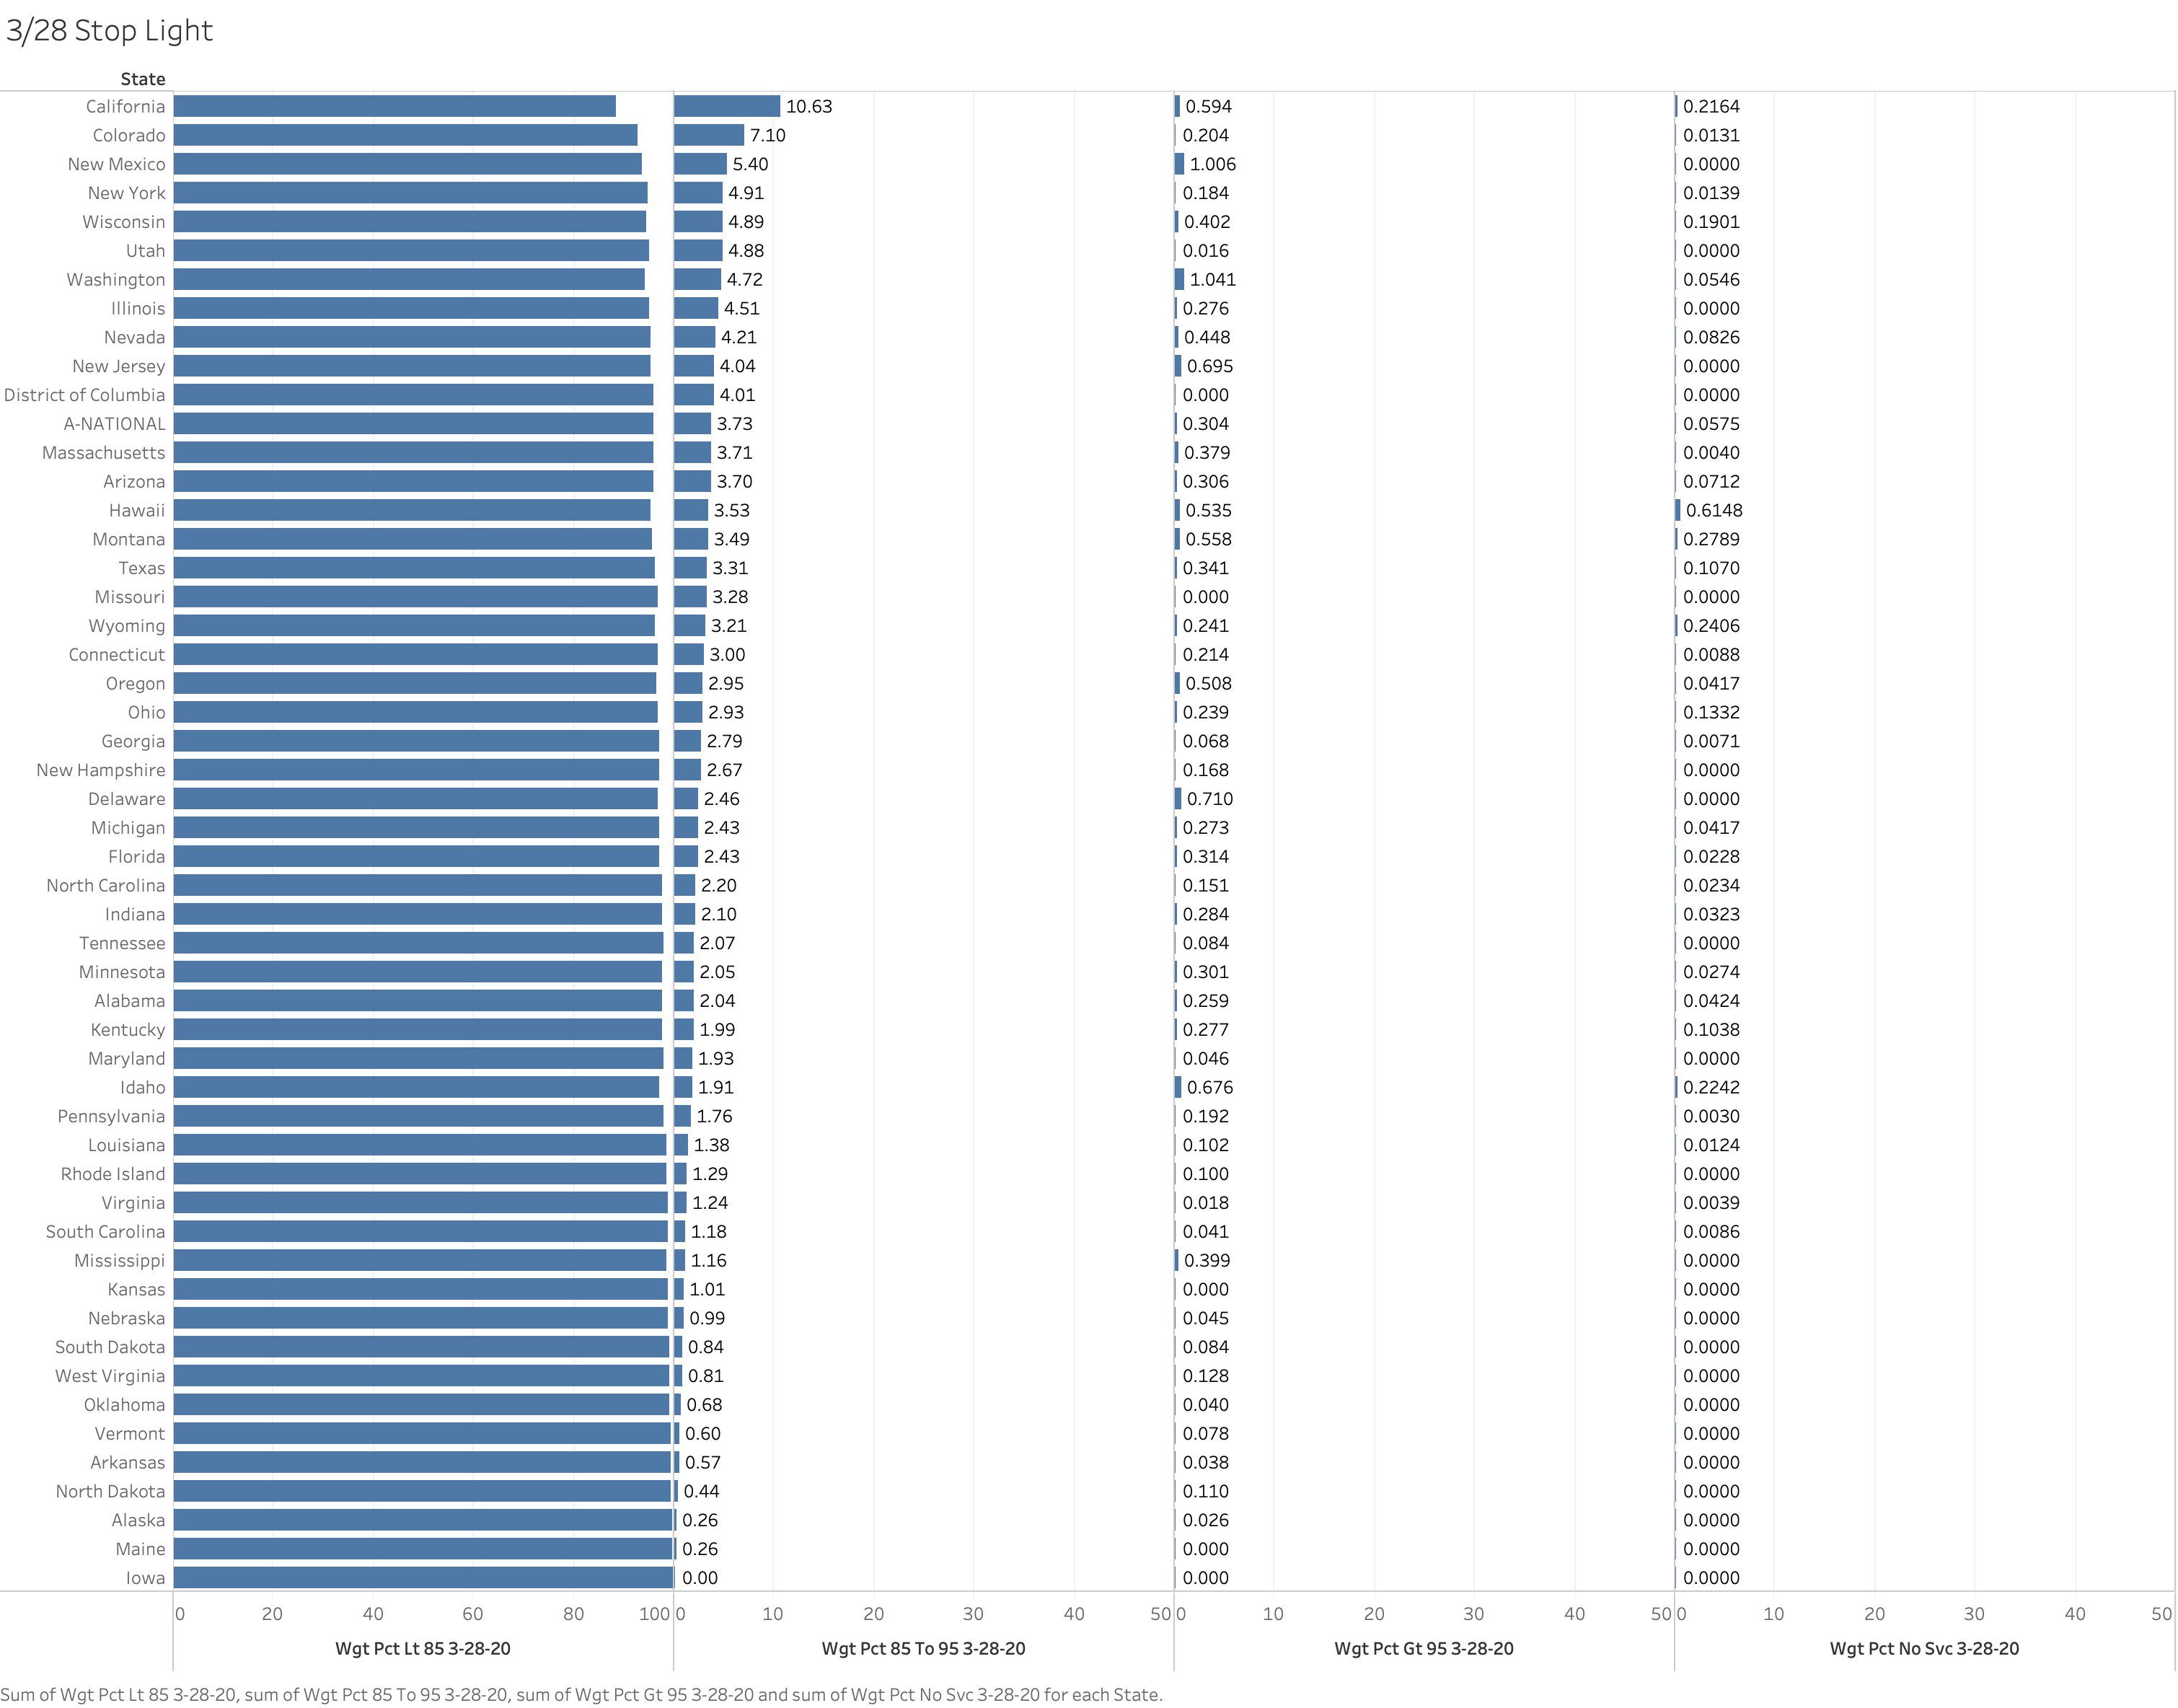 3/28 Stop Light
State
California 10.63 0.594 0.2164
Colorado 7.10 0.204 0.0131
New Mexico 5.40 1.006 0.0000
New York 4.91 0.184 0.0139
Wisconsin 4.89 0.402 0.1901
Utah 4.88 0.016 0.0000
Washington 4.72 1.041 0.0546
Illinois 4.51 0.276 0.0000
Nevada 4.21 0.448 0.0826
New Jersey 4.04 0.695 0.0000
District of Columbia 4.01 0.000 0.0000
A-NATIONAL 3.73 0.304 0.0575
Massachusetts 3.71 0.379 0.0040
Arizona 3.70 0.306 0.0712
Hawaii 3.53 0.535 0.6148
Montana 3.49 0.558 0.2789
Texas 3.31 0.341 0.1070
Missouri 3.28 0.000 0.0000
Wyoming 3.21 0.241 0.2406
Connecticut 3.00 0.214 0.0088
Oregon 2.95 0.508 0.0417
Ohio 2.93 0.239 0.1332
Georgia 2.79 0.068 0.0071
New Hampshire 2.67 0.168 0.0000
Delaware 2.46 0.710 0.0000
Michigan 2.43 0.273 0.0417
Florida 2.43 0.314 0.0228
North Carolina 2.20 0.151 0.0234
Indiana 2.10 0.284 0.0323
Tennessee 2.07 0.084 0.0000
Minnesota 2.05 0.301 0.0274
Alabama 2.04 0.259 0.0424
Kentucky 1.99 0.277 0.1038
Maryland 1.93 0.046 0.0000
Idaho 1.91 0.676 0.2242
Pennsylvania 1.76 0.192 0.0030
Louisiana 1.38 0.102 0.0124
Rhode Island 1.29 0.100 0.0000
Virginia 1.24 0.018 0.0039
South Carolina 1.18 0.041 0.0086
Mississippi 1.16 0.399 0.0000
Kansas 1.01 0.000 0.0000
Nebraska 0.99 0.045 0.0000
South Dakota 0.84 0.084 0.0000
West Virginia 0.81 0.128 0.0000
Oklahoma 0.68 0.040 0.0000
Vermont 0.60 0.078 0.0000
Arkansas 0.57 0.038 0.0000
North Dakota 0.44 0.110 0.0000
Alaska 0.26 0.026 0.0000
Maine 0.26 0.000 0.0000
Iowa 0.00 0.000 0.0000
0 20 40 60 80 100 0 10 20 30 40 50 0 10 20 30 40 50 0 10 20 30 40 50
Wgt Pct Lt 85 3-28-20 Wgt Pct 85 To 95 3-28-20 Wgt Pct Gt 95 3-28-20 Wgt Pct No Svc 3-28-20
Sum of Wgt Pct Lt 85 3-28-20, sum of Wgt Pct 85 To 95 3-28-20, sum of Wgt Pct Gt 95 3-28-20 and sum of Wgt Pct No Svc 3-28-20 for each State.